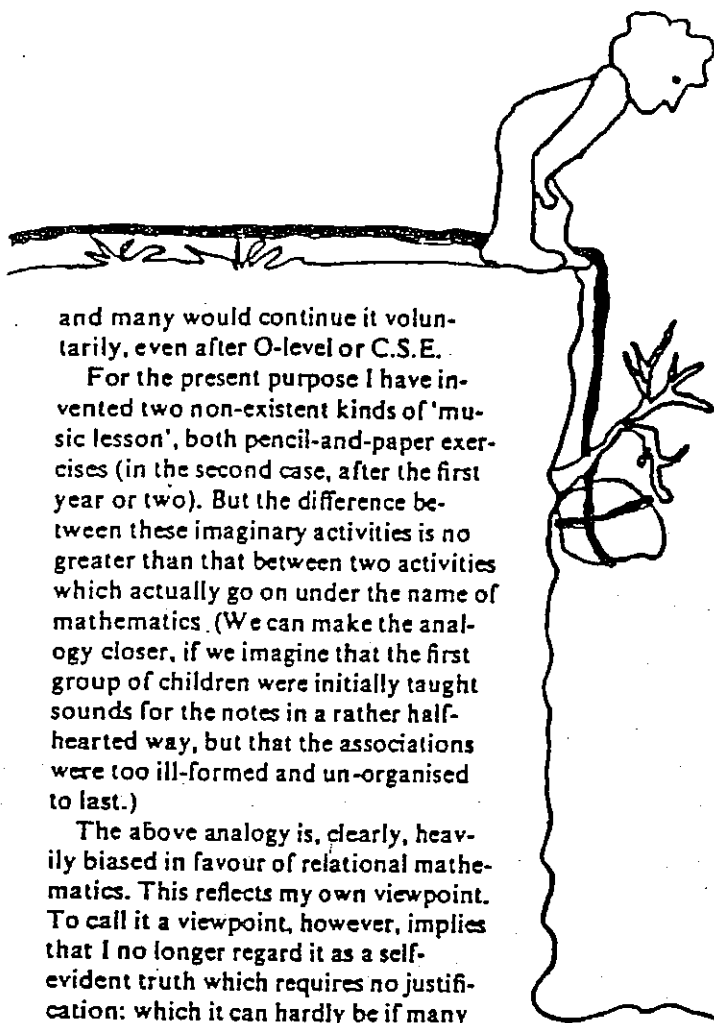 and many would continue it volun-
tarily, even after O-level or C.S.E.
For the present purpose I have in-
vented two non-existent kinds of 'mu-
sic lesson', both pencil-and-paper exer-
cises (in the second case, after the first
year or two). But the difference be-
tween these imaginary activities is no
greater than that between two activities
which actually go on under the name of
mathematics. (We can make the anal-
ogy closer, if we imagine that the first
group of children were initially taught
sounds for the notes in a rather half-
hearted way, but that the associations
were too ill-formed and un-organised
to last.)
The above analogy is, clearly, heav-
ily biased in favour of relational mathe-
matics. This reflects my own viewpoint.
To call it a viewpoint, however, implies
that I no longer regard it as a self-
evident truth which requires no justifi-
cation: which it can hardly be if many